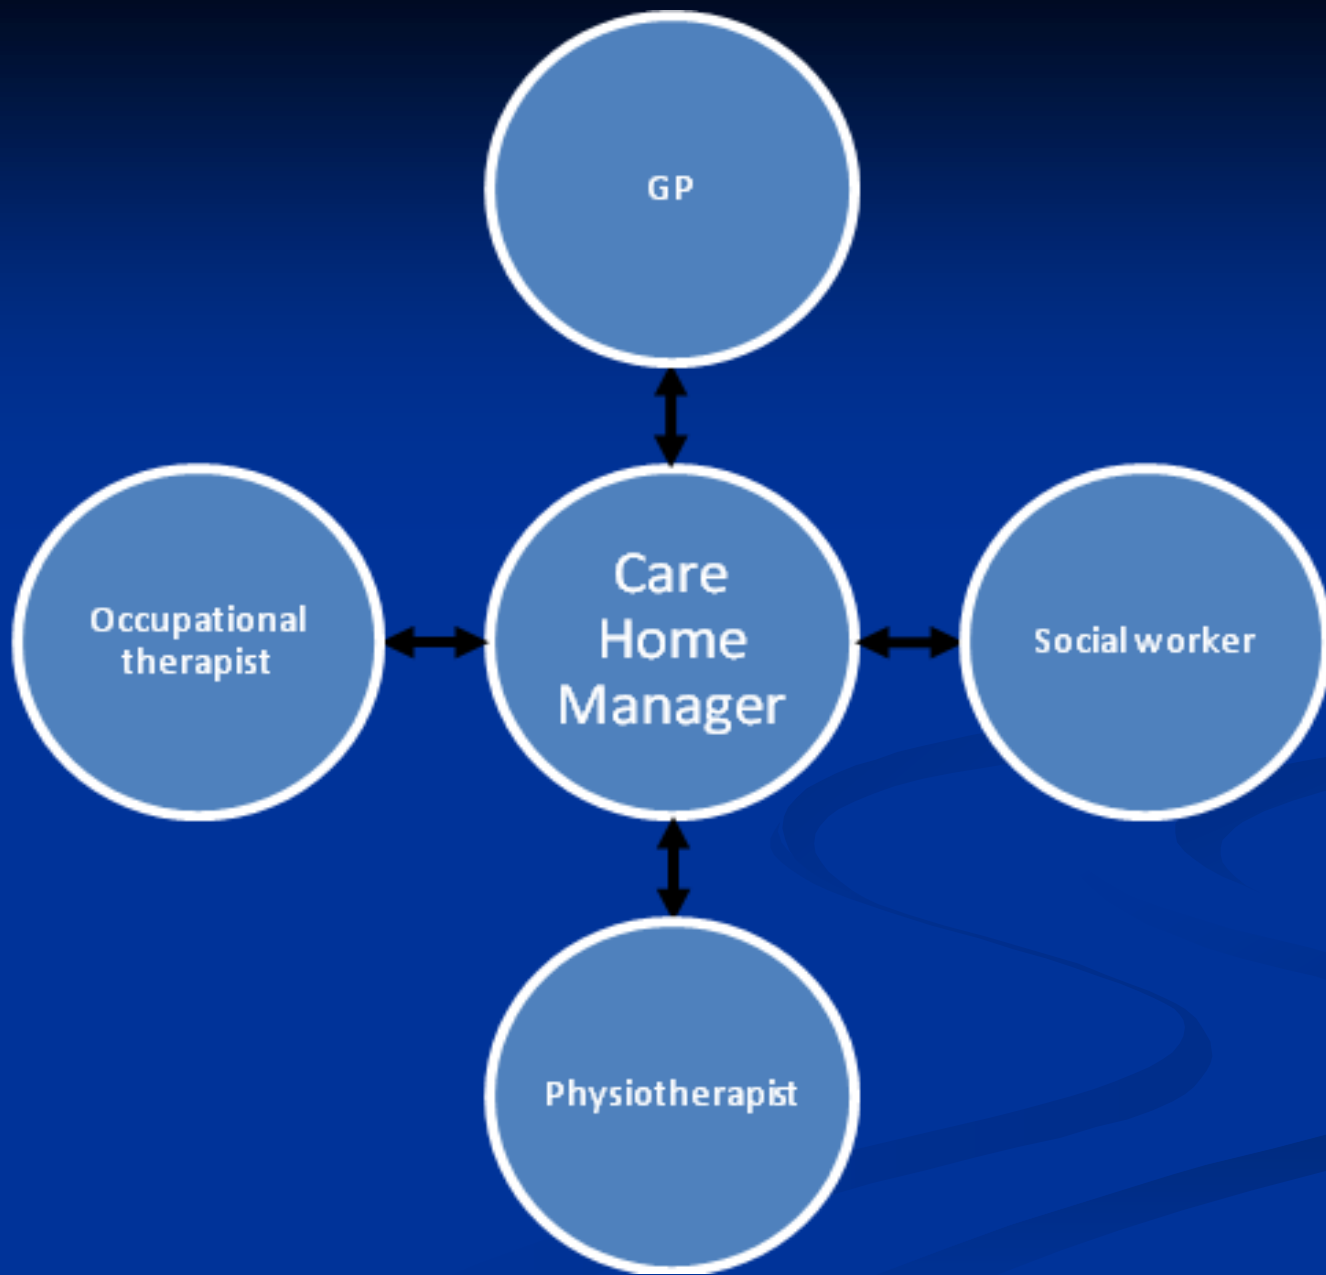 GP
Occupational
therapist
Care
Home
Manager
Social worker
Physiotherapist